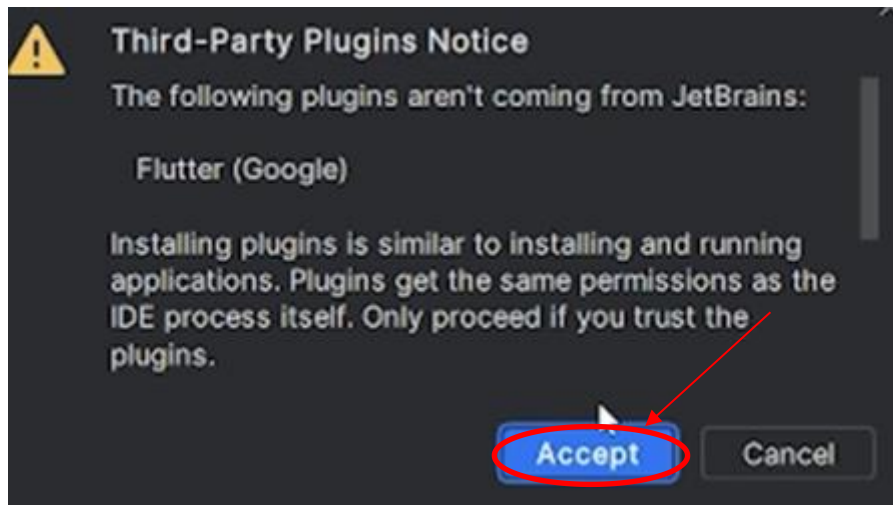 Third-Party Plugins Notice
The following plugins aren't coming from JetBrains:
Flutter (Google)
Installing plugins is similar to installing and running
applications. Plugins get the same permissions as the
IDE process itself. Only proceed if you trust the
plugins.
Accept Cancel